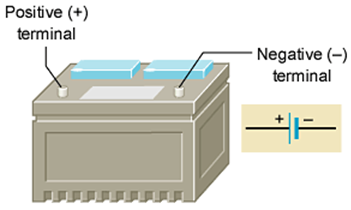 Positive (+)
terminal
Negative (–)
terminal
+ –